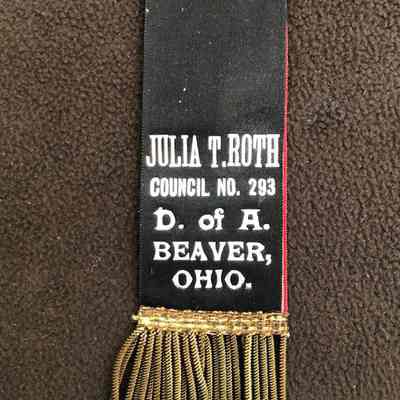 JULIA T. ROTH
COUNCIL NO. 293
D. of A.
BEAVER,
OHIO.